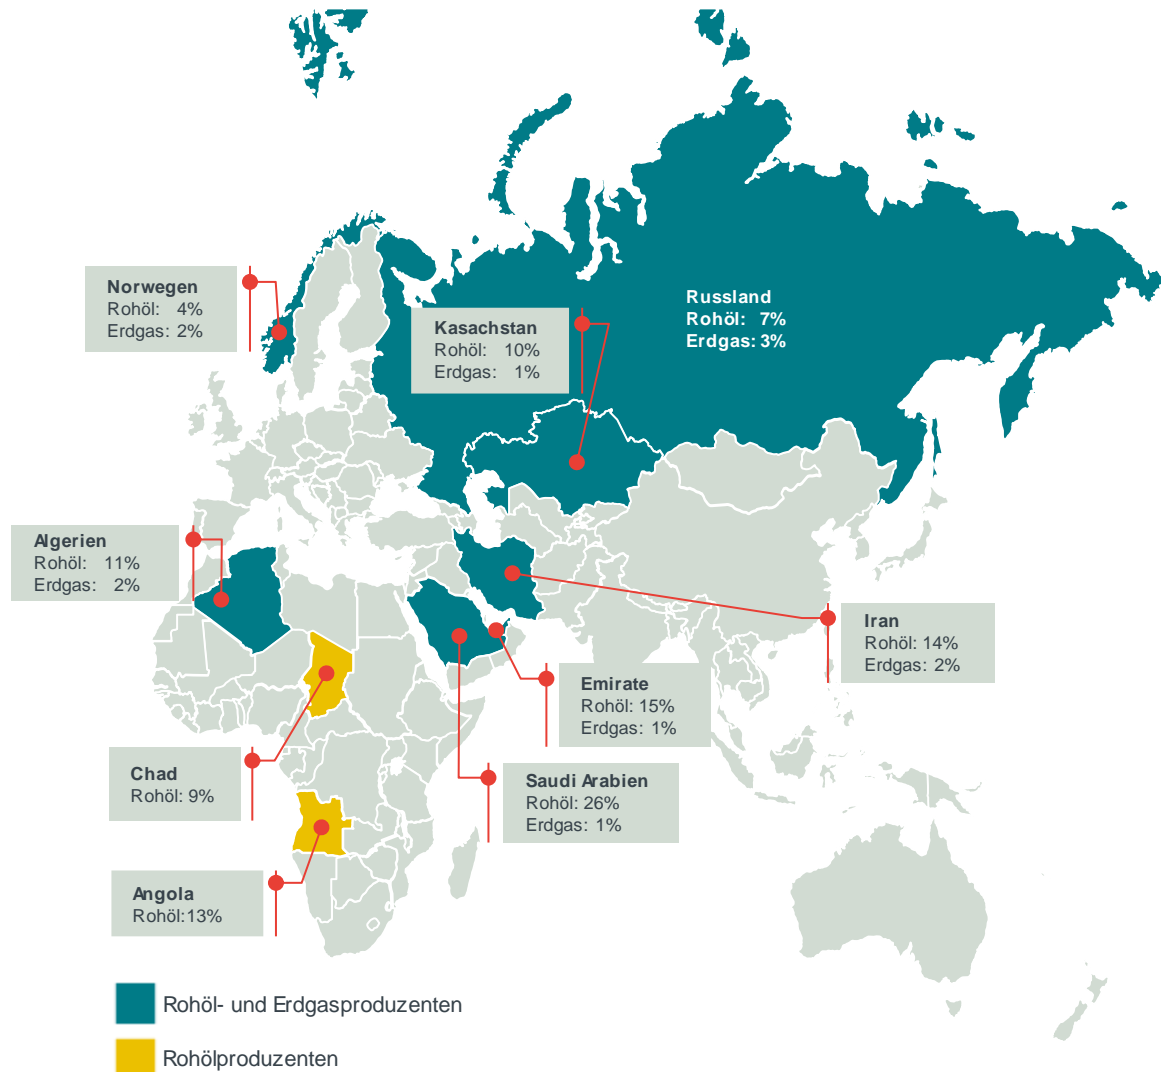 Norwegen
Rohöl: 4%
Erdgas: 2%
Kasachstan
Rohöl: 10%
Erdgas: 1%
Russland
Rohöl: 7%
Erdgas: 3%
Algerien
Rohöl: 11%
Erdgas: 2%
Iran
Rohöl: 14%
Erdgas: 2%
Emirate
Rohöl: 15%
Erdgas: 1%
Chad
Rohöl: 9%
Saudi Arabien
Rohöl: 26%
Erdgas: 1%
Angola
Rohöl:13%
Rohöl- und Erdgasproduzenten
Rohölproduzenten